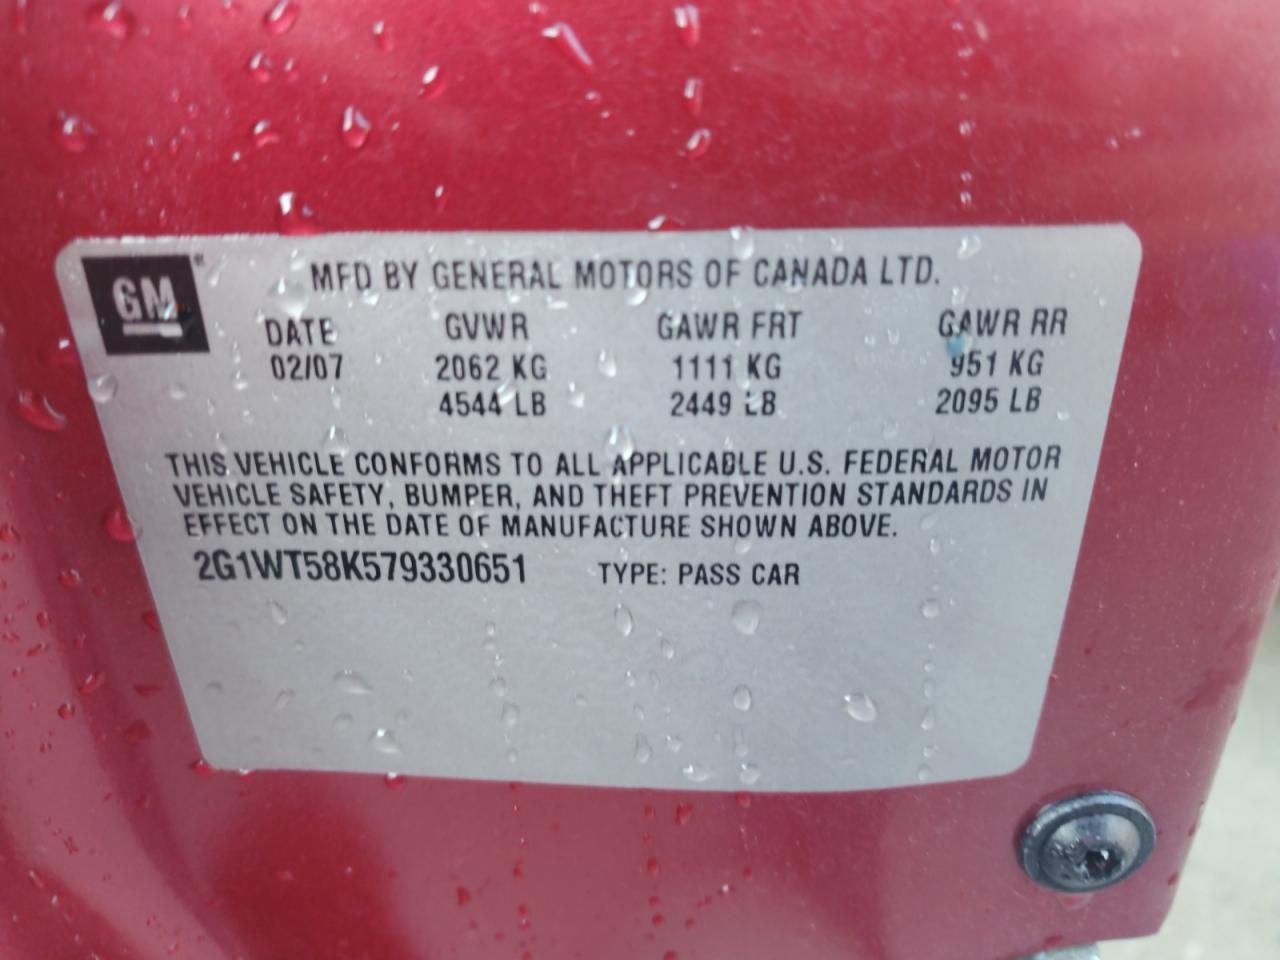 GM®
MFD BY GENERAL MOTORS OF CANADA LTD.
DATE GVWR GAWR FRT GAWR RR
02/07 2062 KG 1111 KG 951 KG
4544 LB 2449 LB 2095 LB
THIS VEHICLE CONFORMS TO ALL APPLICABLE U.S. FEDERAL MOTOR
VEHICLE SAFETY, BUMPER, AND THEFT PREVENTION STANDARDS IN
EFFECT ON THE DATE OF MANUFACTURE SHOWN ABOVE.
2G1WT58K579330651 TYPE: PASS CAR